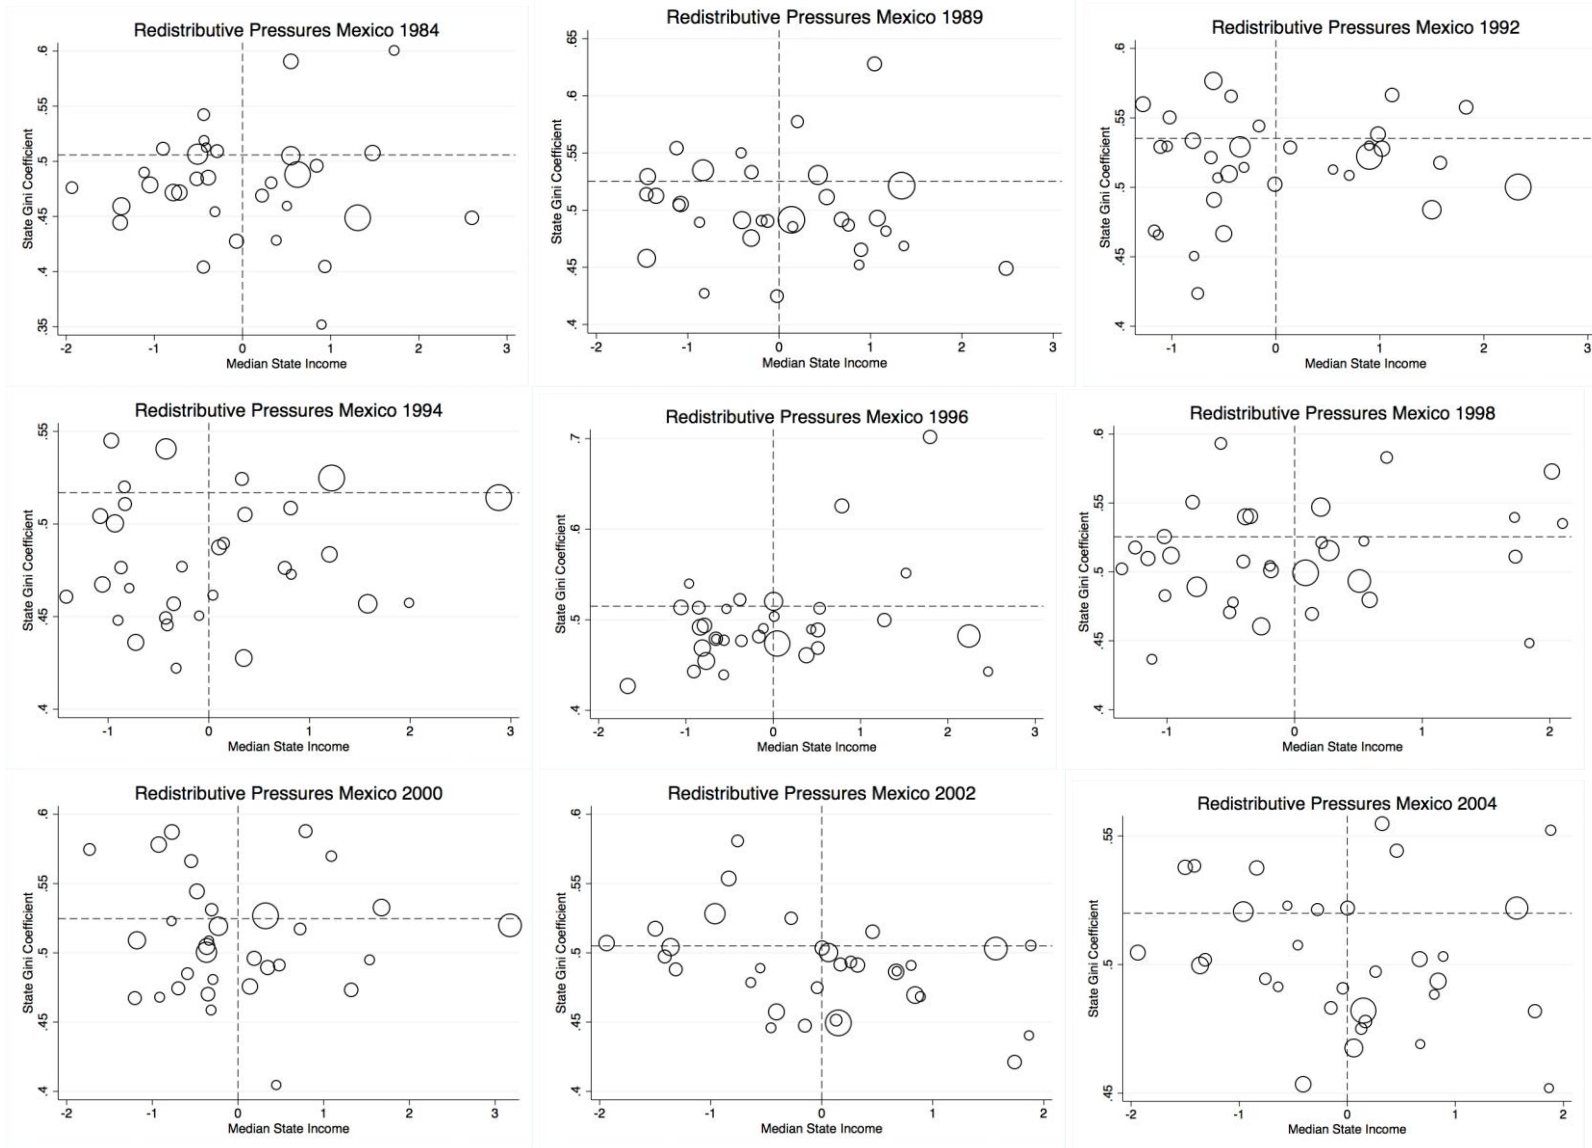 Redistributive Pressures Mexico 1984
State Gini Coefficient
.6
.55
.5
.45
.4
.35
-2 -1 0 1 2 3
Median State Income
Redistributive Pressures Mexico 1989
State Gini Coefficient
.65
.6
.55
.5
.45
.4
-2 -1 0 1 2 3
Median State Income
Redistributive Pressures Mexico 1992
State Gini Coefficient
.6
.55
.5
.45
.4
-1 0 1 2 3
Median State Income
Redistributive Pressures Mexico 1994
State Gini Coefficient
.55
.5
.45
.4
-1 0 1 2 3
Median State Income
Redistributive Pressures Mexico 1996
State Gini Coefficient
.7
.6
.5
.4
-2 -1 0 1 2 3
Median State Income
Redistributive Pressures Mexico 1998
State Gini Coefficient
.6
.55
.5
.45
.4
-1 0 1 2
Median State Income
Redistributive Pressures Mexico 2000
State Gini Coefficient
.6
.55
.5
.45
.4
-2 -1 0 1 2 3
Median State Income
Redistributive Pressures Mexico 2002
State Gini Coefficient
.6
.55
.5
.45
.4
-2 -1 0 1 2
Median State Income
Redistributive Pressures Mexico 2004
State Gini Coefficient
.55
.5
.45
-2 -1 0 1 2
Median State Income